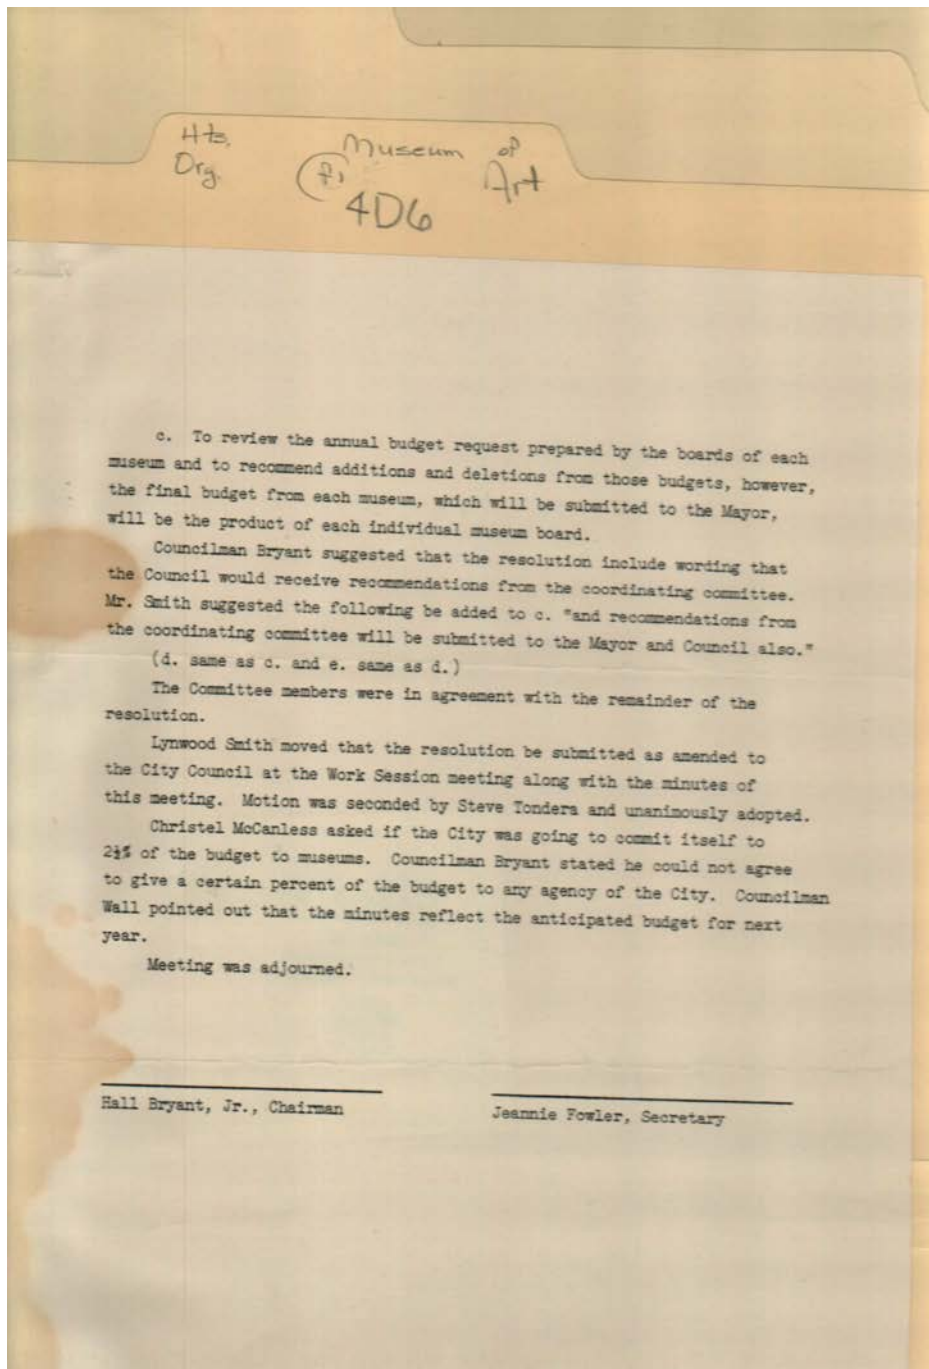 Hts.
Org.
Museum of
Art
4D6
c. To review the annual budget request prepared by the boards of each
museum and to recommend additions and deletions from those budgets, however,
the final budget from each museum, which will be submitted to the Mayor,
will be the product of each individual museum board.
Councilman Bryant suggested that the resolution include wording that
the Council would receive recommendations from the coordinating committee.
Mr. Smith suggested the following be added to c. "and recommendations from
the coordinating committee will be submitted to the Mayor and Council also."
(d. same as c. and e. same as d.)
The Committee members were in agreement with the remainder of the
resolution.
Lynwood Smith moved that the resolution be submitted as amended to
the City Council at the Work Session meeting along with the minutes of
this meeting. Motion was seconded by Steve Tondera and unanimously adopted.
Christel McCanless asked if the City was going to commit itself to
2½% of the budget to museums. Councilman Bryant stated he could not agree
to give a certain percent of the budget to any agency of the City. Councilman
Wall pointed out that the minutes reflect the anticipated budget for next
year.
Meeting was adjourned.
Hall Bryant, Jr., Chairman
Jeannie Fowler, Secretary